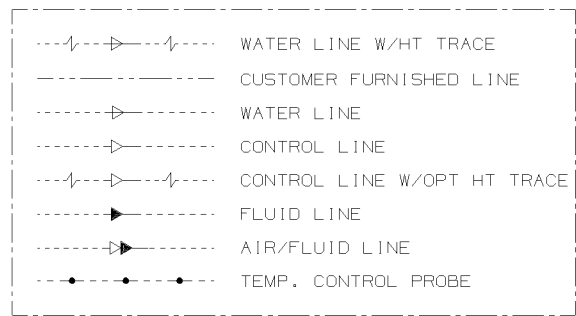 WATER LINE W/HT TRACE
CUSTOMER FURNISHED LINE
WATER LINE
CONTROL LINE
CONTROL LINE W/OPT HT TRACE
FLUID LINE
AIR/FLUID LINE
TEMP. CONTROL PROBE